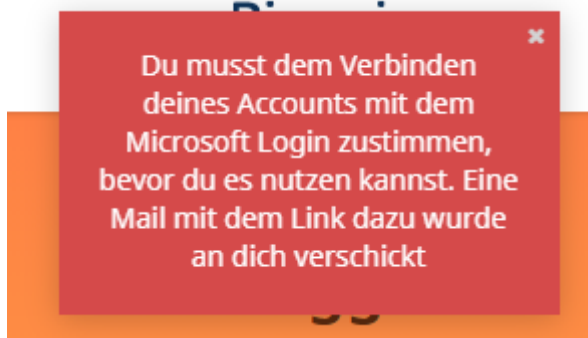 ×
Du musst dem Verbinden
deines Accounts mit dem
Microsoft Login zustimmen,
bevor du es nutzen kannst. Eine
Mail mit dem Link dazu wurde
an dich verschickt